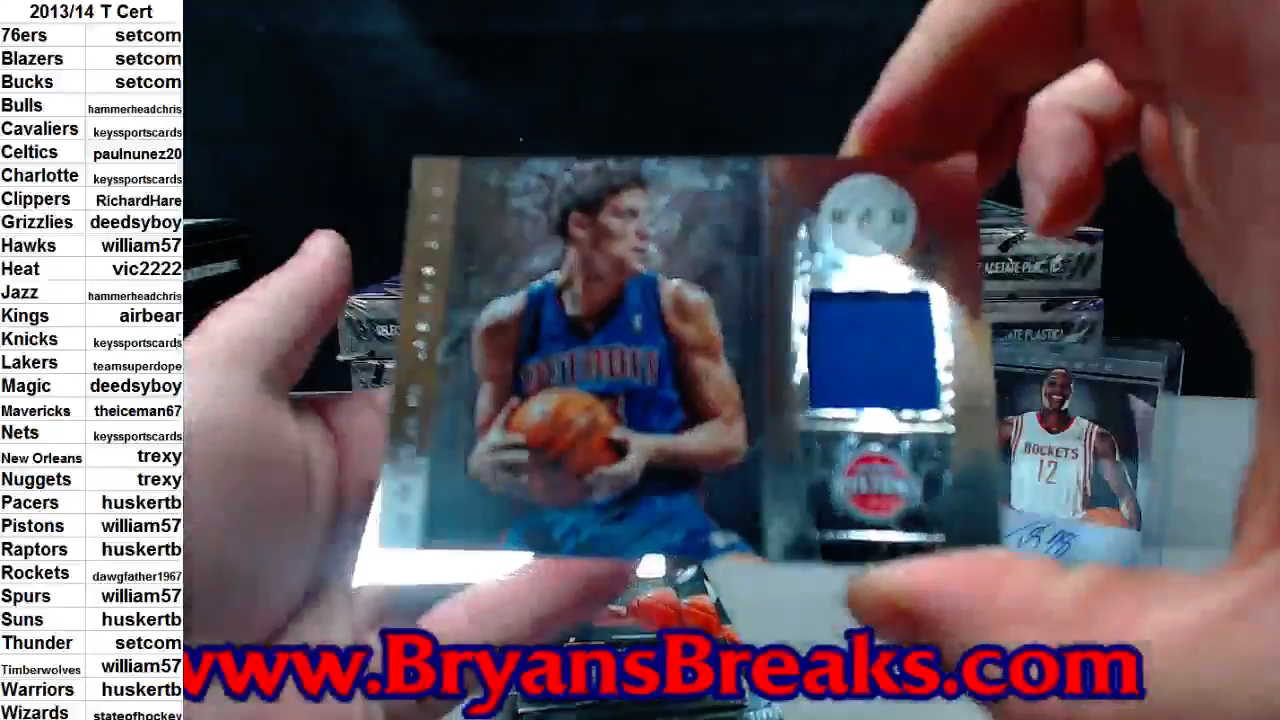 2013/14 T Cert
76ers setcom
Blazers setcom
Bucks setcom
Bulls hammerheadchris
Cavaliers keyssportscards
Celtics paulnunez20
Charlotte keyssportscards
Clippers RichardHare
Grizzlies deedsyboy
Hawks william57
Heat vic2222
Jazz hammerheadchris
Kings airbear
Knicks keyssportscards
Lakers teamsuperdope
Magic deedsyboy
Mavericks theiceman67
Nets keyssportscards
New Orleans trexy
Nuggets trexy
Pacers huskertb
Pistons william57
Raptors huskertb
Rockets dawgfather1967
Spurs william57
Suns huskertb
Thunder setcom
Timberwolves william57
Warriors huskertb
Wizards stateofhockey
ACETATE PLASTIC
ROCKETS
12
www.BryansBreaks.com